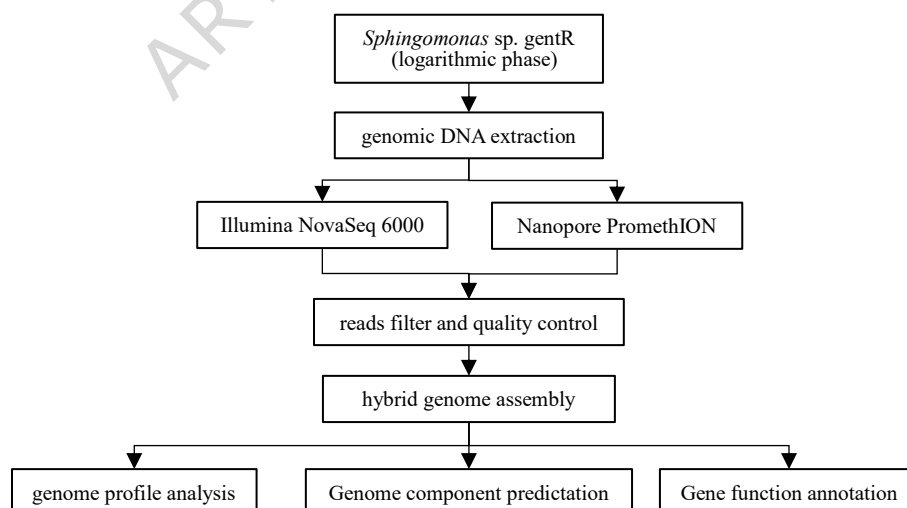 AR
Sphingomonas sp. gentR
(logarithmic phase)
genomic DNA extraction
Illumina NovaSeq 6000
Nanopore PromethION
reads filter and quality control
hybrid genome assembly
genome profile analysis
Genome component predictation
Gene function annotation